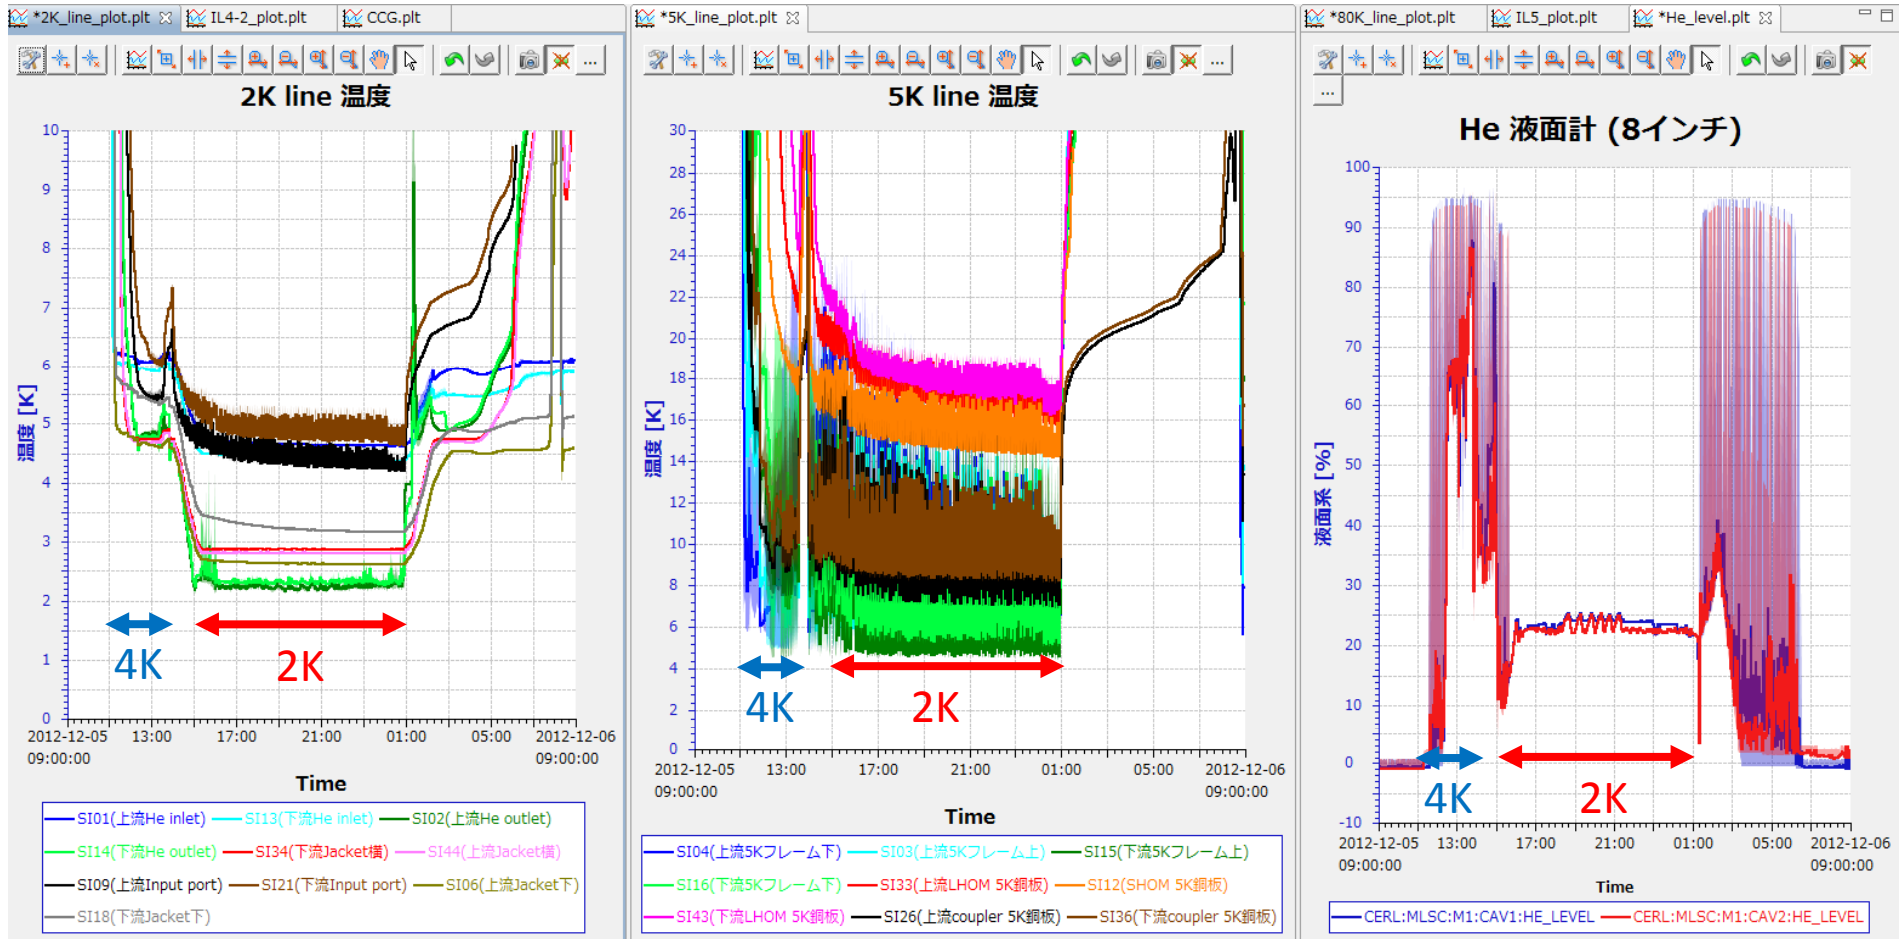 *2K_line_plot.plt
IL4-2_plot.plt
CCG.plt
2K line 温度
10
9
8
7
6
5
4
3
2
1
0
温度 [K]
4K
2K
2012-12-05
09:00:00
13:00
17:00
21:00
01:00
05:00
2012-12-06
09:00:00
Time
SI01(上流He inlet)
SI13(下流He inlet)
SI02(上流He outlet)
SI14(下流He outlet)
SI34(下流Jacket横)
SI44(上流Jacket横)
SI09(上流Input port)
SI21(下流Input port)
SI06(上流Jacket下)
SI18(下流Jacket下)
*5K_line_plot.plt
...
5K line 温度
30
28
26
24
22
20
18
16
14
12
10
8
6
4
2
0
温度 [K]
4K
2K
2012-12-05
09:00:00
13:00
17:00
21:00
01:00
05:00
2012-12-06
09:00:00
Time
SI04(上流5Kフレーム下)
SI03(上流5Kフレーム上)
SI15(下流5Kフレーム上)
SI16(下流5Kフレーム下)
SI33(上流LHOM 5K銅板)
SI12(SHOM 5K銅板)
SI43(下流LHOM 5K銅板)
SI26(上流coupler 5K銅板)
SI36(下流coupler 5K銅板)
*80K_line_plot.plt
IL5_plot.plt
*He_level.plt
...
He 液面計 (8インチ)
100
90
80
70
60
50
40
30
20
10
0
-10
液面系 [%]
4K
2K
2012-12-05
09:00:00
13:00
17:00
21:00
01:00
05:00
2012-12-06
09:00:00
Time
CERL:MLSC:M1:CAV1:HE_LEVEL
CERL:MLSC:M1:CAV2:HE_LEVEL